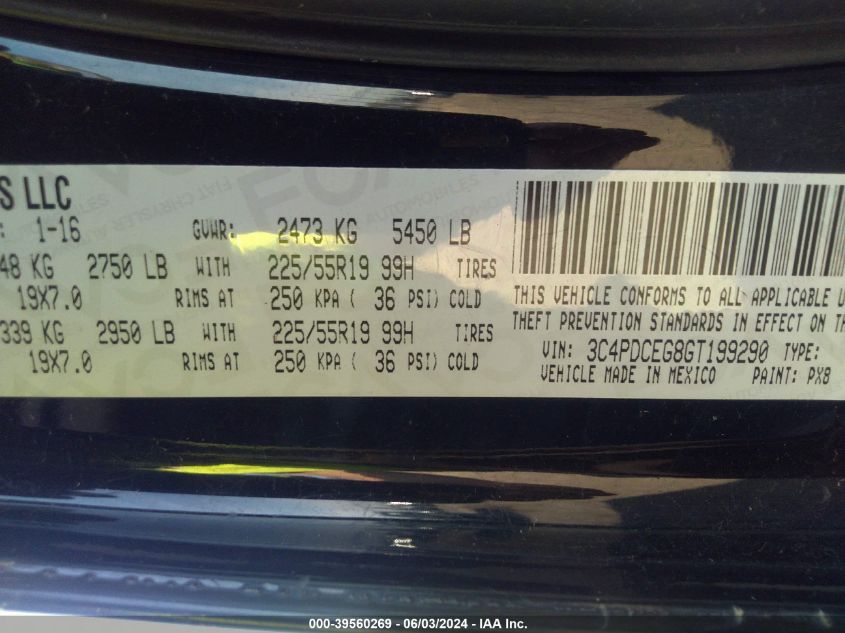 S LLC
: 1-16 GVWR: 2473 KG 5450 LB
48 KG 2750 LB WITH 225/55R19 99H TIRES
19X7.0 RIMS AT 250 KPA ( 36 PSI) COLD
339 KG 2950 LB WITH 225/55R19 99H TIRES
19X7.0 RIMS AT 250 KPA ( 36 PSI) COLD
THIS VEHICLE CONFORMS TO ALL APPLICABLE U
THEFT PREVENTION STANDARDS IN EFFECT ON TH
VIN: 3C4PDCEG8GT199290 TYPE:
VEHICLE MADE IN MEXICO PAINT: PX8
000-39560269 - 06/03/2024 - IAA Inc.